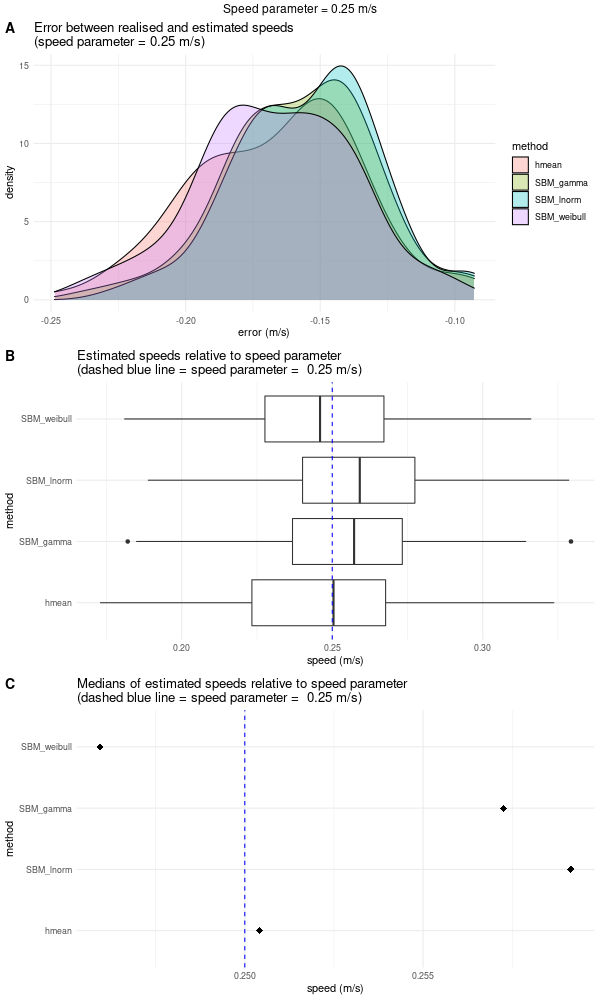 Speed parameter = 0.25 m/s
A
Error between realised and estimated speeds
(speed parameter = 0.25 m/s)
density
15
10
5
0
-0.25
-0.20
-0.15
-0.10
error (m/s)
method
hmean
SBM_gamma
SBM_lnorm
SBM_weibull
B
Estimated speeds relative to speed parameter
(dashed blue line = speed parameter =  0.25 m/s)
method
SBM_weibull
SBM_lnorm
SBM_gamma
hmean
0.20
0.25
0.30
speed (m/s)
C
Medians of estimated speeds relative to speed parameter
(dashed blue line = speed parameter =  0.25 m/s)
method
SBM_weibull
SBM_gamma
SBM_lnorm
hmean
0.250
0.255
speed (m/s)